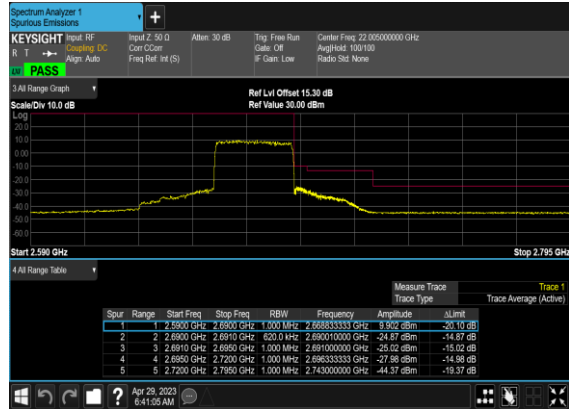 Spectrum Analyzer 1
Spurious Emissions
KEYSIGHT Input: RF Input Z: 50 Ω Atten: 30 dB Trig: Free Run Center Freq: 22.005000000 GHz
R T Coupling: DC Corr CCorr Gate: Off Avg|Hold: 100/100
Align: Auto Freq Ref: Int (S) IF Gain: Low Radio Std: None
PASS
3 All Range Graph
Ref Lvl Offset 15.30 dB
Scale/Div 10.0 dB Ref Value 30.00 dBm
Log
20.0
10.0
0.00
-10.0
-20.0
-30.0
-40.0
-50.0
-60.0
Start 2.590 GHz Stop 2.795 GHz
4 All Range Table
Measure Trace Trace 1
Trace Type Trace Average (Active)
Spur Range Start Freq Stop Freq RBW Frequency Amplitude ΔLimit
1 1 2.5900 GHz 2.6900 GHz 1.000 MHz 2.668833333 GHz 9.902 dBm -20.10 dB
2 2 2.6900 GHz 2.6910 GHz 620.0 kHz 2.690010000 GHz -24.87 dBm -14.87 dB
3 3 2.6910 GHz 2.6950 GHz 1.000 MHz 2.691000000 GHz -25.02 dBm -15.02 dB
4 4 2.6950 GHz 2.7200 GHz 1.000 MHz 2.696333333 GHz -27.98 dBm -14.98 dB
5 5 2.7200 GHz 2.7950 GHz 1.000 MHz 2.743000000 GHz -44.37 dBm -19.37 dB
? Apr 29, 2023
6:41:05 AM